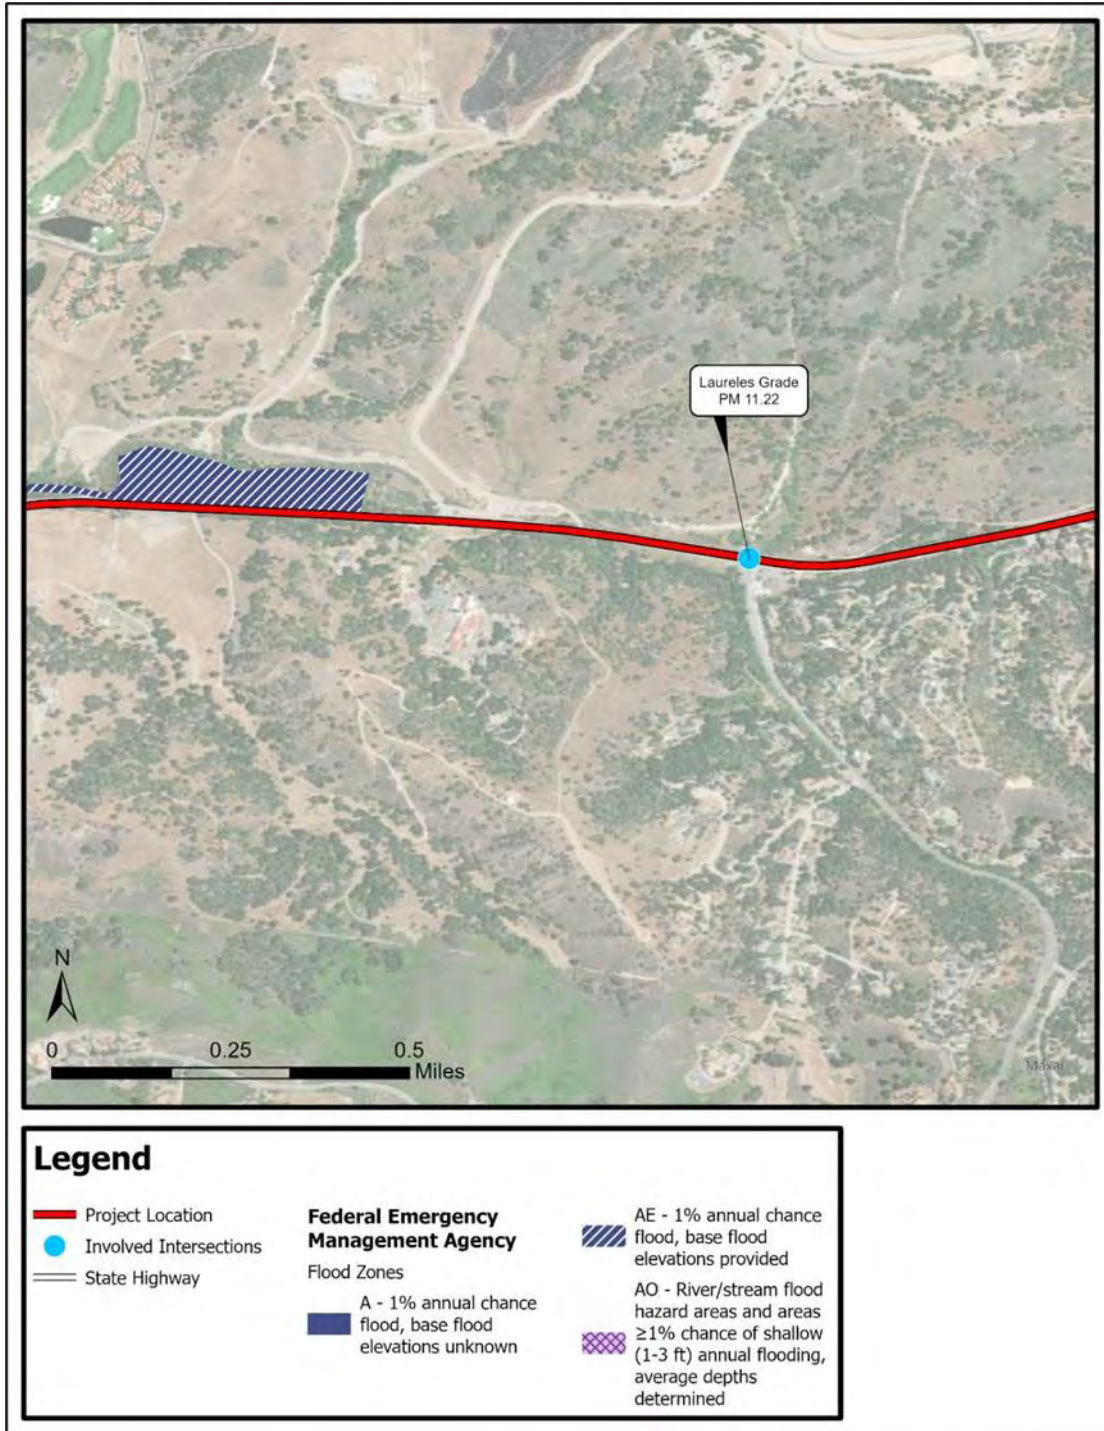 Laureles Grade
PM 11.22
N
0 0.25 0.5
Miles
Maxar
Legend
Project Location
Involved Intersections
State Highway
Federal Emergency
Management Agency
Flood Zones
A - 1% annual chance
flood, base flood
elevations unknown
AE - 1% annual chance
flood, base flood
elevations provided
AO - River/stream flood
hazard areas and areas
≥1% chance of shallow
(1-3 ft) annual flooding,
average depths
determined